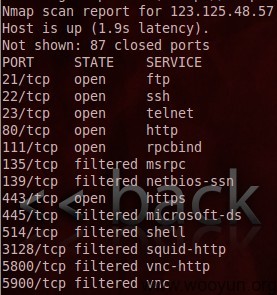 Nmap scan report for 123.125.48.57
Host is up (1.9s latency).
Not shown: 87 closed ports
PORT STATE SERVICE
21/tcp open ftp
22/tcp open ssh
23/tcp open telnet
80/tcp open http
111/tcp open rpcbind
135/tcp filtered msrpc
139/tcp filtered netbios-ssn
443/tcp open https
445/tcp filtered microsoft-ds
514/tcp filtered shell
3128/tcp filtered squid-http
5800/tcp filtered vnc-http
5900/tcp filtered vnc
<< back